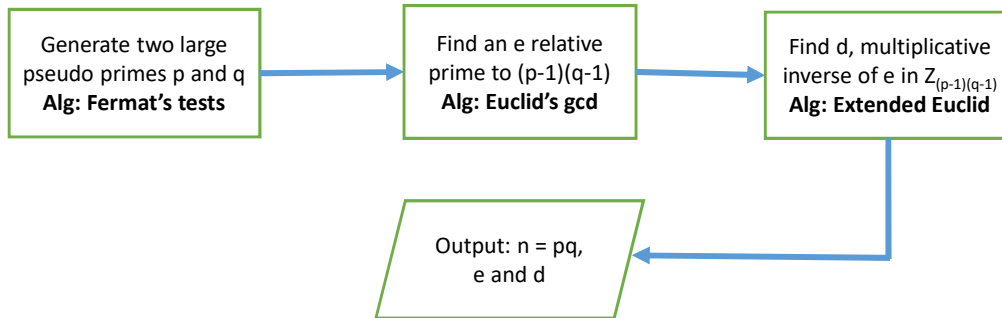 Generate two large
pseudo primes p and q
Alg: Fermat's tests
Find an e relative
prime to (p-1)(q-1)
Alg: Euclid's gcd
Find d, multiplicative
inverse of e in Z(p-1)(q-1)
Alg: Extended Euclid
Output: n = pq,
e and d